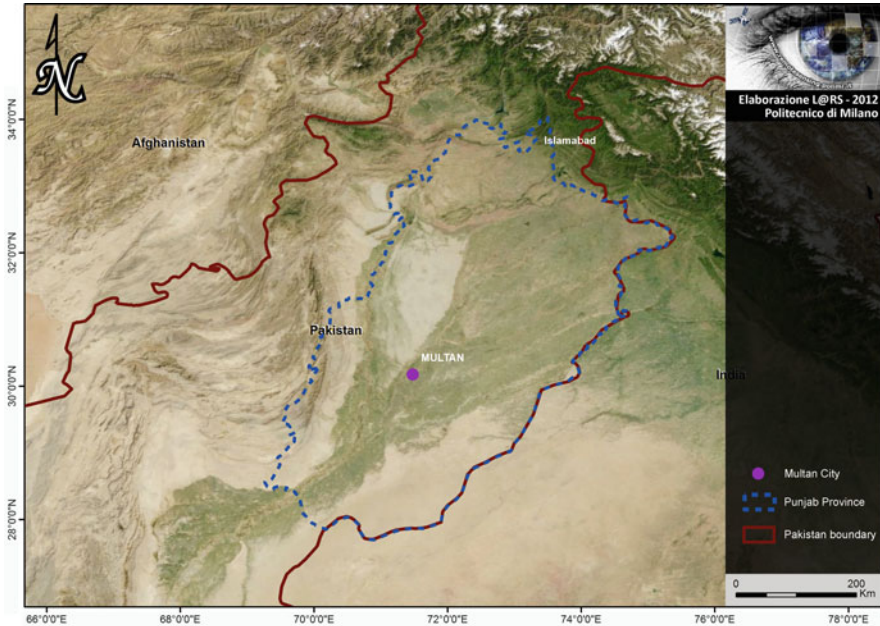 N
Elaborazione L@RS - 2012
Politecnico di Milano
34°0'0"N
32°0'0"N
30°0'0"N
28°0'0"N
Afghanistan
Islamabad
Pakistan
MULTAN
India
Multan City
Punjab Province
Pakistan boundary
0 200
Km
66°0'0"E 68°0'0"E 70°0'0"E 72°0'0"E 74°0'0"E 76°0'0"E 78°0'0"E